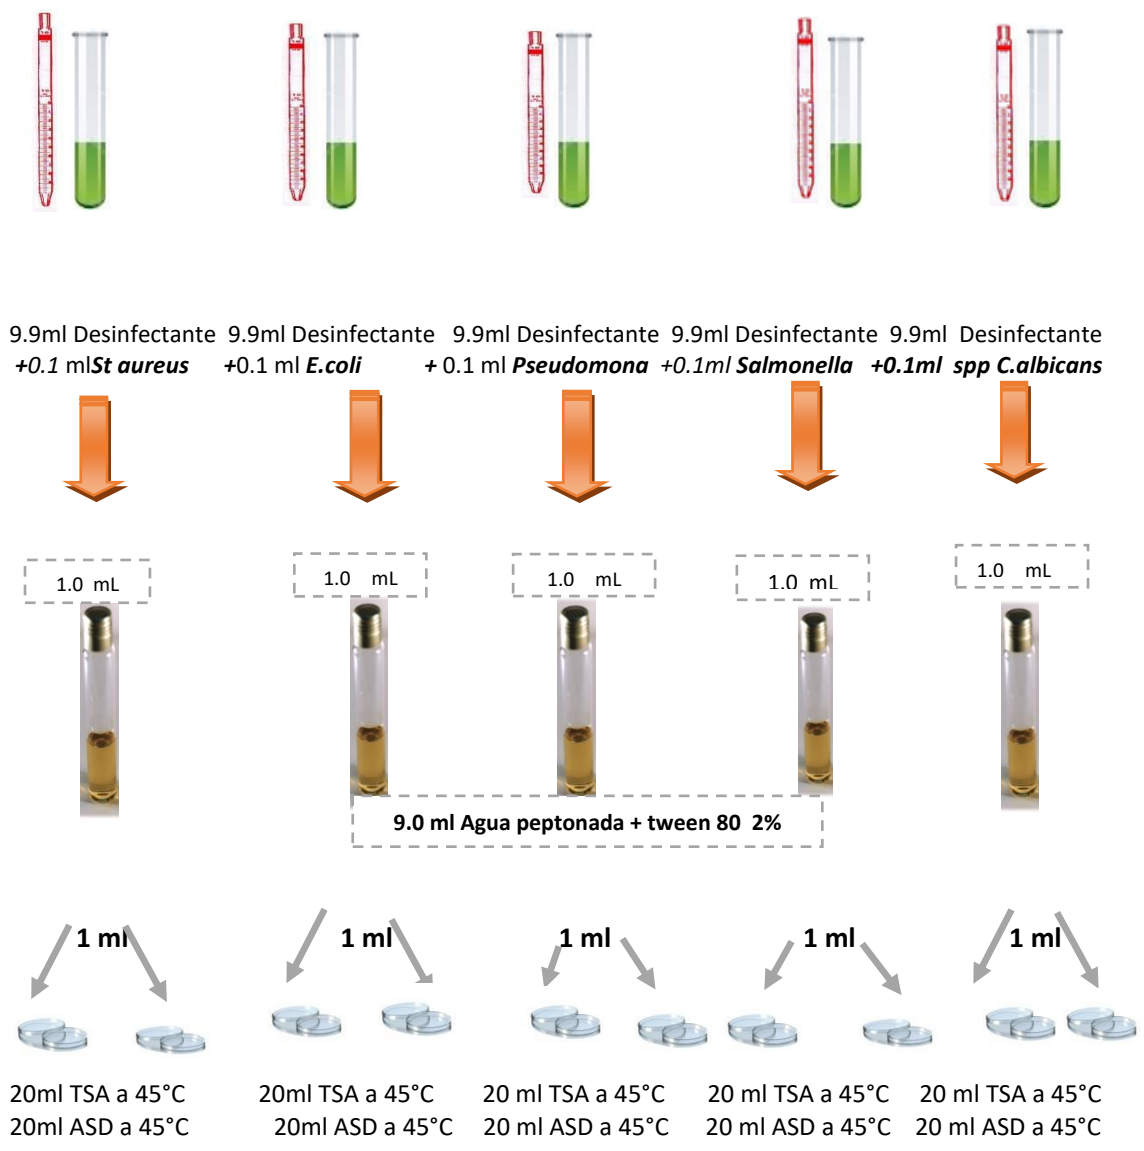 9.9ml Desinfectante 9.9ml Desinfectante 9.9ml Desinfectante 9.9ml Desinfectante 9.9ml Desinfectante
+0.1 mlSt aureus +0.1 ml E.coli + 0.1 ml Pseudomona +0.1ml Salmonella +0.1ml spp C.albicans
1.0 mL 1.0 mL 1.0 mL 1.0 mL 1.0 mL
9.0 ml Agua peptonada + tween 80 2%
1 ml 1 ml 1 ml 1 ml 1 ml
20ml TSA a 45°C 20ml TSA a 45°C 20 ml TSA a 45°C 20 ml TSA a 45°C 20 ml TSA a 45°C
20ml ASD a 45°C 20ml ASD a 45°C 20 ml ASD a 45°C 20 ml ASD a 45°C 20 ml ASD a 45°C